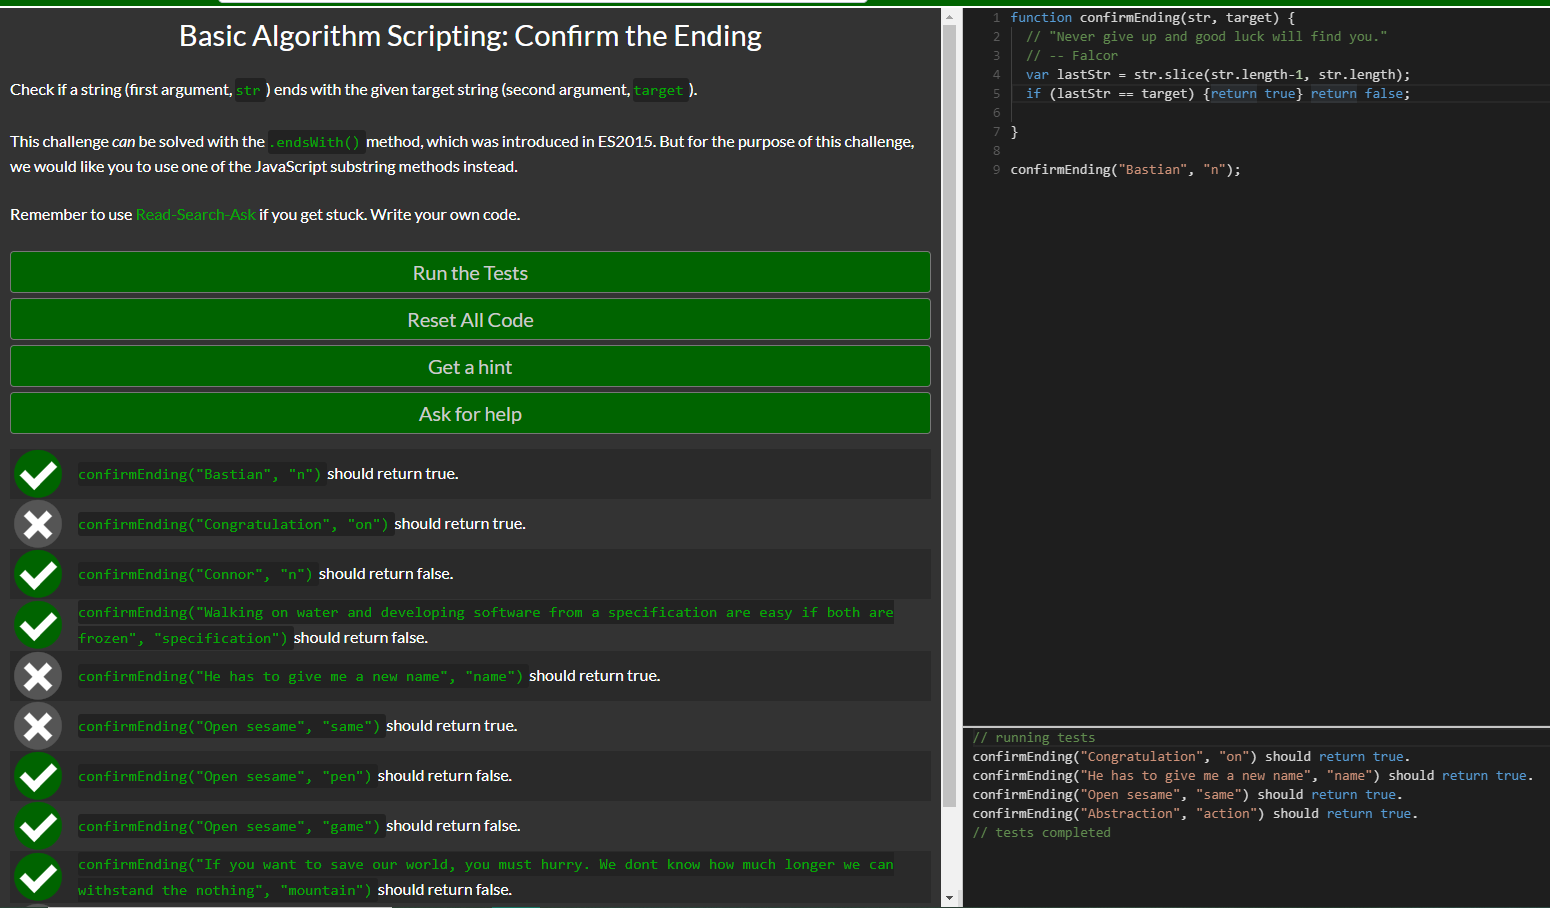 Basic Algorithm Scripting: Confirm the Ending
Check if a string (first argument, str ) ends with the given target string (second argument, target ).
This challenge can be solved with the .endsWith() method, which was introduced in ES2015. But for the purpose of this challenge,
we would like you to use one of the JavaScript substring methods instead.
Remember to use Read-Search-Ask if you get stuck. Write your own code.
Run the Tests
Reset All Code
Get a hint
Ask for help
confirmEnding("Bastian", "n") should return true.
confirmEnding("Congratulation", "on") should return true.
confirmEnding("Connor", "n") should return false.
confirmEnding("Walking on water and developing software from a specification are easy if both are
frozen", "specification") should return false.
confirmEnding("He has to give me a new name", "name") should return true.
confirmEnding("Open sesame", "same") should return true.
confirmEnding("Open sesame", "pen") should return false.
confirmEnding("Open sesame", "game") should return false.
confirmEnding("If you want to save our world, you must hurry. We dont know how much longer we can
withstand the nothing", "mountain") should return false.
1 function confirmEnding(str, target) {
2 // "Never give up and good luck will find you."
3 // -- Falcor
4 var lastStr = str.slice(str.length-1, str.length);
5 if (lastStr == target) {return true} return false;
6
7 }
8
9 confirmEnding("Bastian", "n");
// running tests
confirmEnding("Congratulation", "on") should return true.
confirmEnding("He has to give me a new name", "name") should return true.
confirmEnding("Open sesame", "same") should return true.
confirmEnding("Abstraction", "action") should return true.
// tests completed